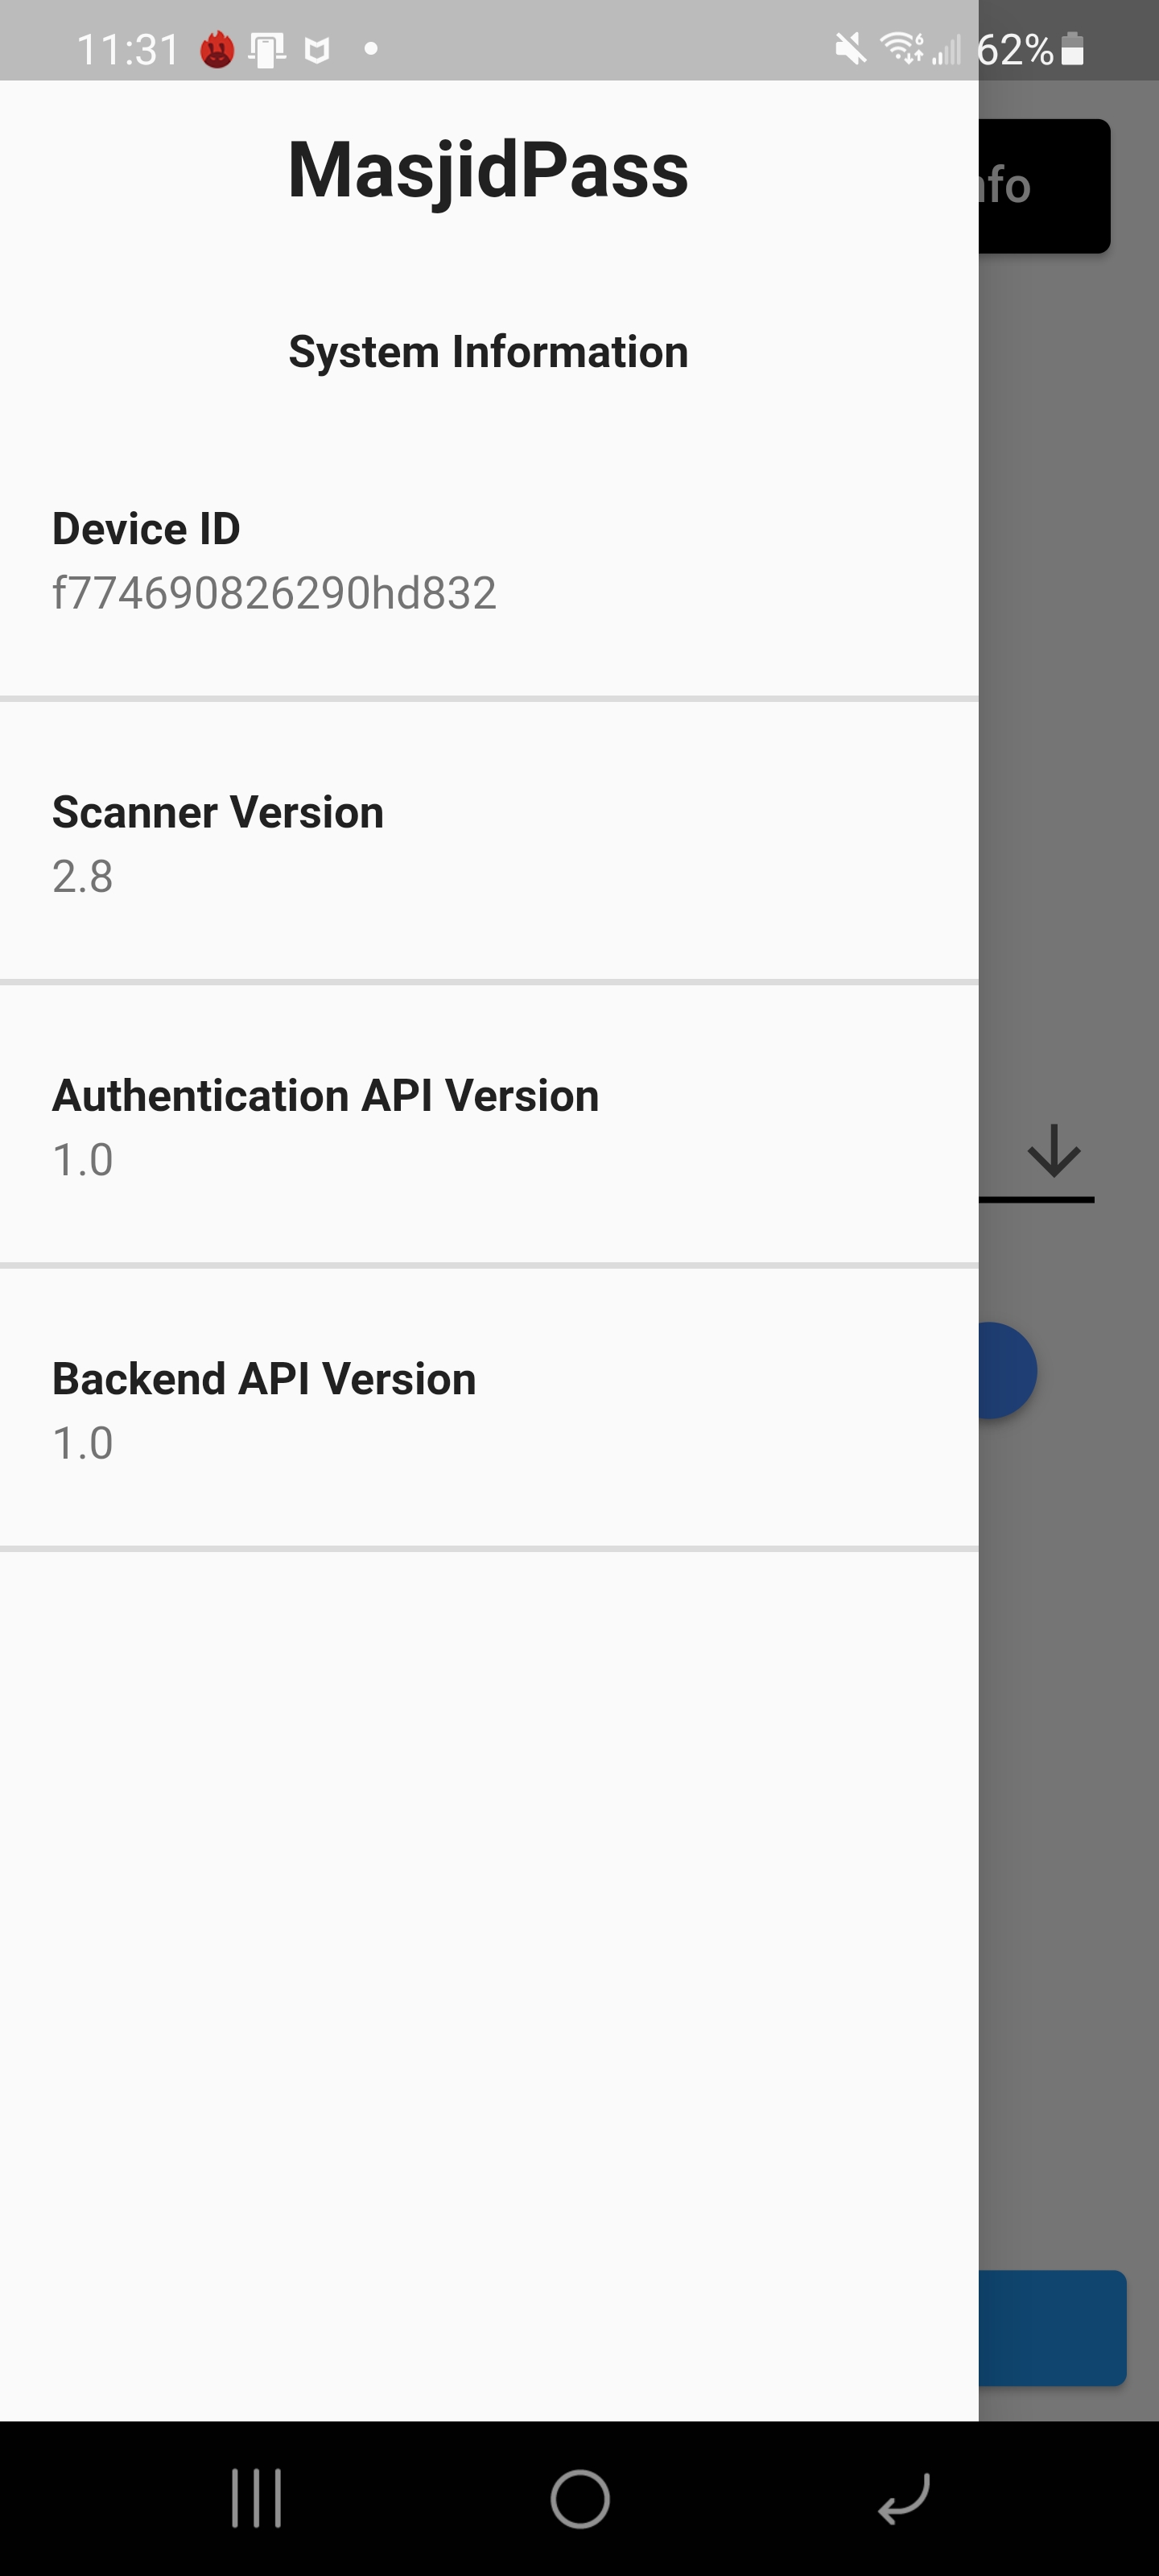 11:31
6
62%
MasjidPass
nfo
System Information
Device ID
f774690826290hd832
Scanner Version
2.8
Authentication API Version
1.0
Backend API Version
1.0